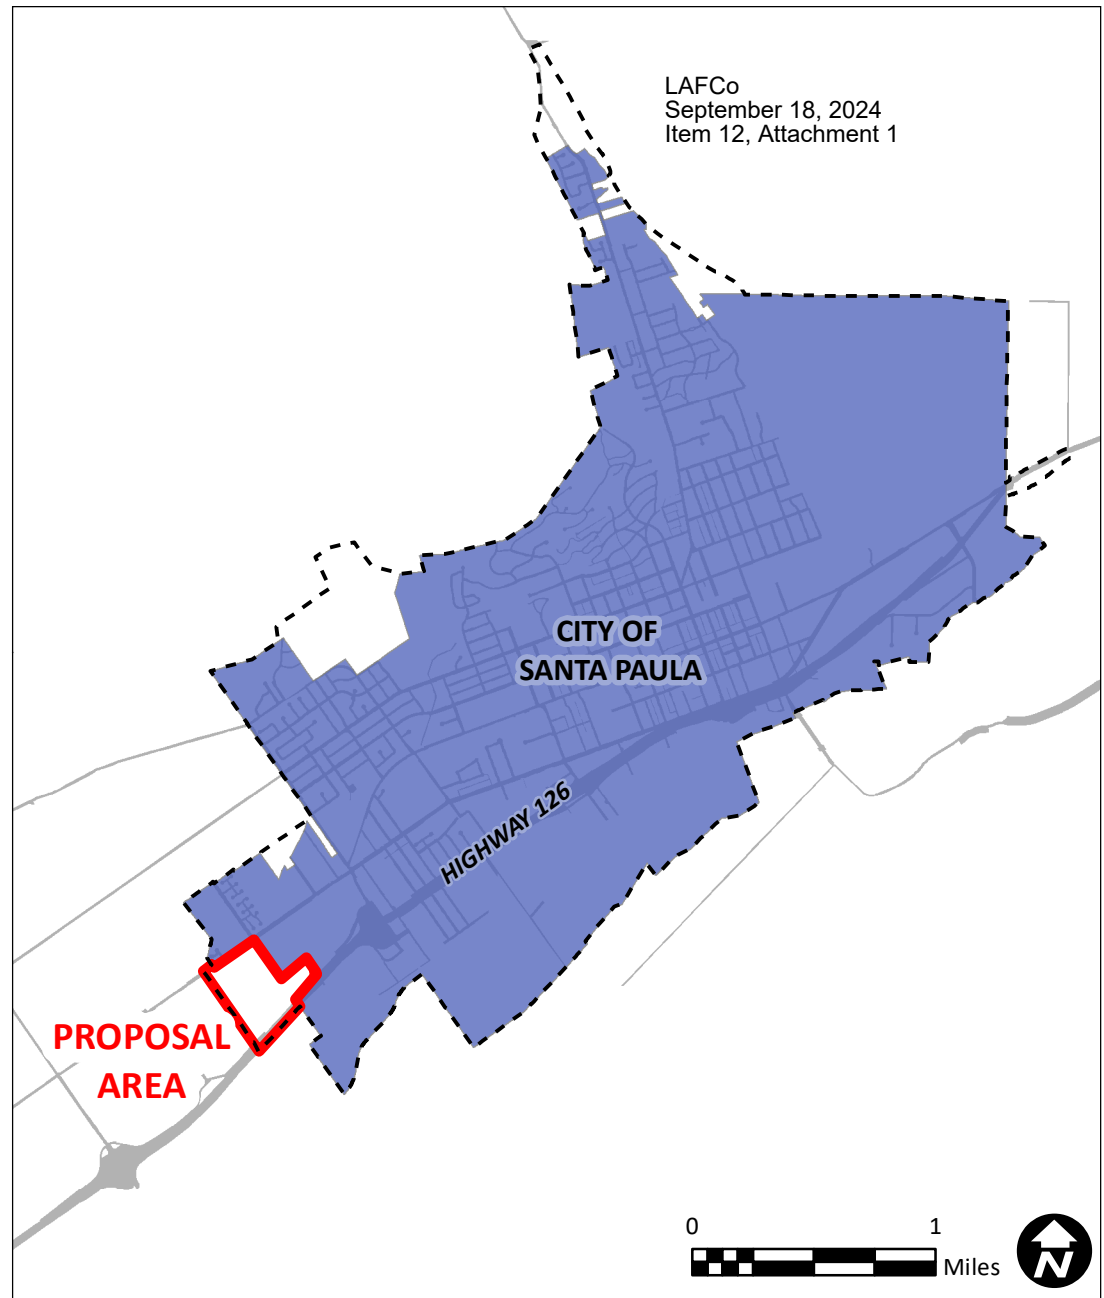 LAFCo
September 18, 2024
Item 12, Attachment 1
CITY OF
SANTA PAULA
HIGHWAY 126
PROPOSAL
AREA
0 1
Miles
N